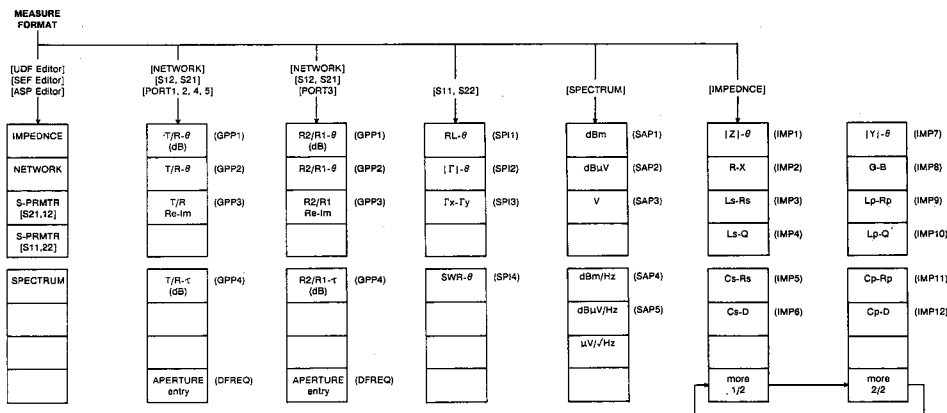 MEASURE
FORMAT
[UDF Editor]
[SEF Editor]
[ASP Editor]
IMPEDNCE
NETWORK
S-PRMTR
[S21,12]
S-PRMTR
[S11,22]
SPECTRUM
[NETWORK]
[S12, S21]
[PORT1, 2, 4, 5]
T/R-θ (GPP1)
(dB)
T/R-θ (GPP2)
T/R (GPP3)
Re-Im
T/R-τ (GPP4)
(dB)
APERTURE (DFREQ)
entry
[NETWORK]
[S12, S21]
[PORT3]
R2/R1-θ (GPP1)
(dB)
R2/R1-θ (GPP2)
R2/R1 (GPP3)
Re-Im
R2/R1-τ (GPP4)
(dB)
APERTURE (DFREQ)
entry
[S11, S22]
RL-θ (SPI1)
|Γ|-θ (SPI2)
Γx-Γy (SPI3)
SWR-θ (SPI4)
[SPECTRUM]
dBm (SAP1)
dBμV (SAP2)
V (SAP3)
dBm/Hz (SAP4)
dBμV/Hz (SAP5)
μV/√Hz
[IMPEDNCE]
|Z|-θ (IMP1)
R-X (IMP2)
Ls-Rs (IMP3)
Ls-Q (IMP4)
Cs-Rs (IMP5)
Cs-D (IMP6)
more
1/2
|Y|-θ (IMP7)
G-B (IMP8)
Lp-Rp (IMP9)
Lp-Q (IMP10)
Cp-Rp (IMP11)
Cp-D (IMP12)
more
2/2